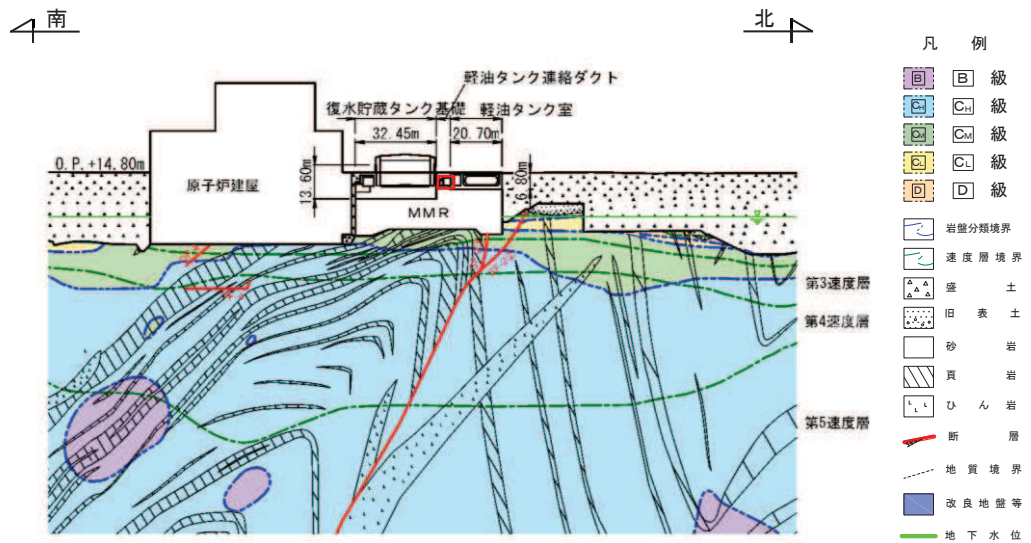 南
北
軽油タンク連絡ダクト
復水貯蔵タンク基礎
軽油タンク室
32.45m
20.70m
O.P.+14.80m
13.60m
6.80m
原子炉建屋
MMR
第3速度層
第4速度層
第5速度層
凡 例
B B 級
CH CH 級
CM CM 級
CL CL 級
D D 級
岩盤分類境界
速度層境界
盛 土
旧 表 土
砂 岩
頁 岩
ひ ん 岩
断 層
地 質 境 界
改 良 地 盤 等
地 下 水 位